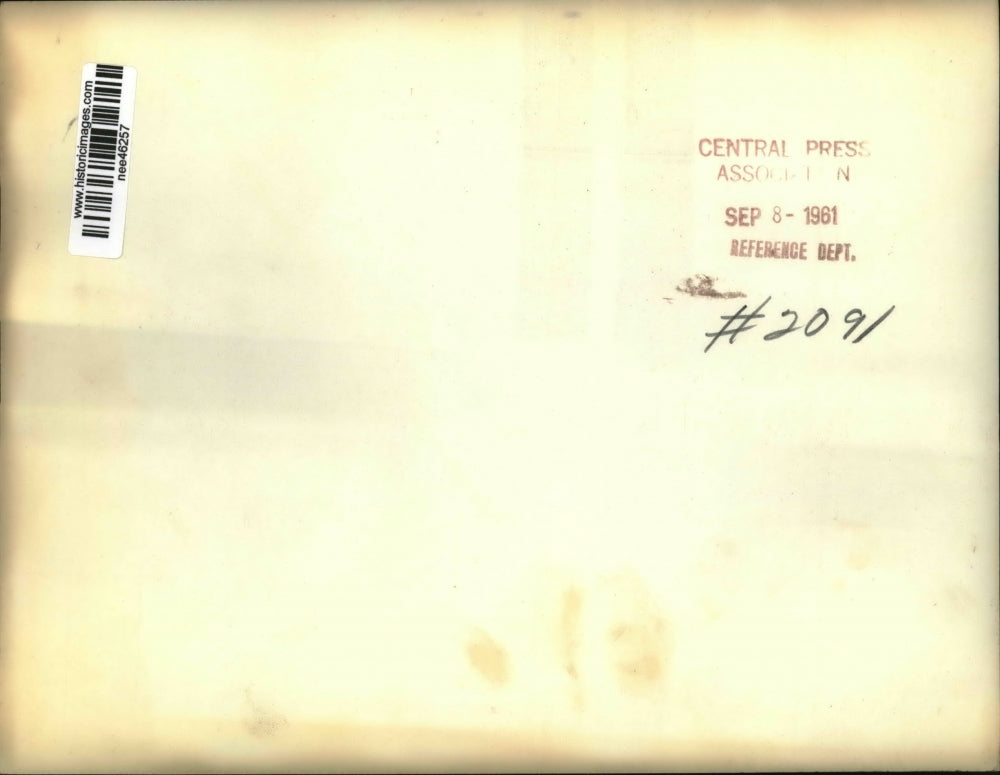 www.historicimages.com
nee46257
CENTRAL PRESS
SEP 8- 1961
REFERENCE DEPT.
#2091